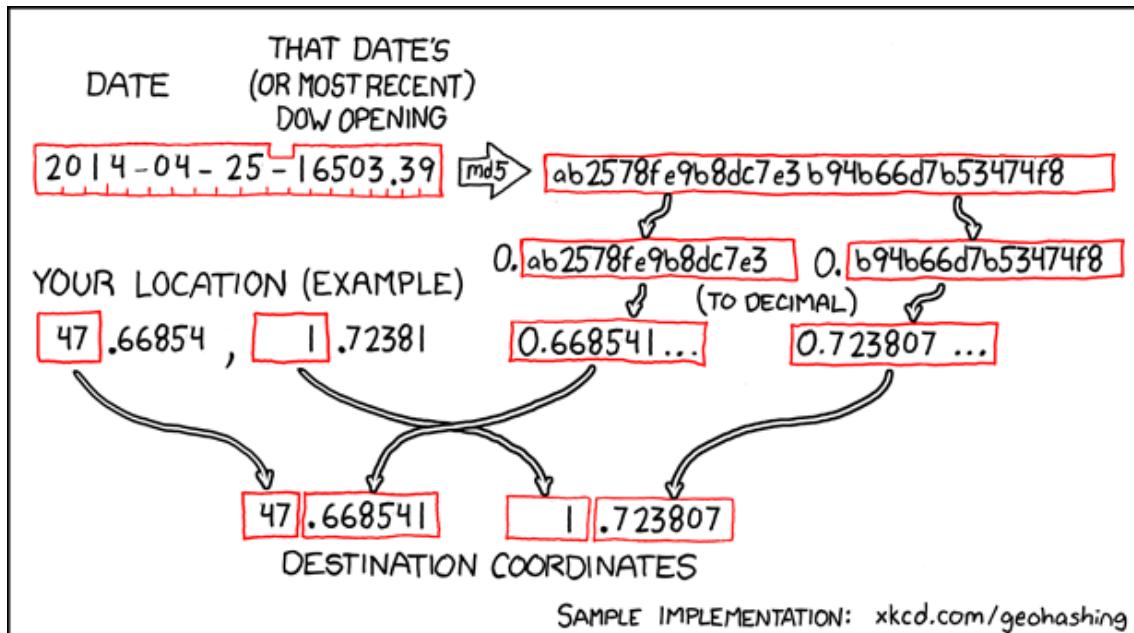 DATE
THAT DATE'S
(OR MOST RECENT)
DOW OPENING
2014-04-25-16503.39
md5
ab2578fe9b8dc7e3b94b66d7b53474f8
0.ab2578fe9b8dc7e3
0.b94b66d7b53474f8
(TO DECIMAL)
YOUR LOCATION (EXAMPLE)
47.66854, 1.72381
0.668541...
0.723807...
47.668541
1.723807
DESTINATION COORDINATES
SAMPLE IMPLEMENTATION: xkcd.com/geohashing